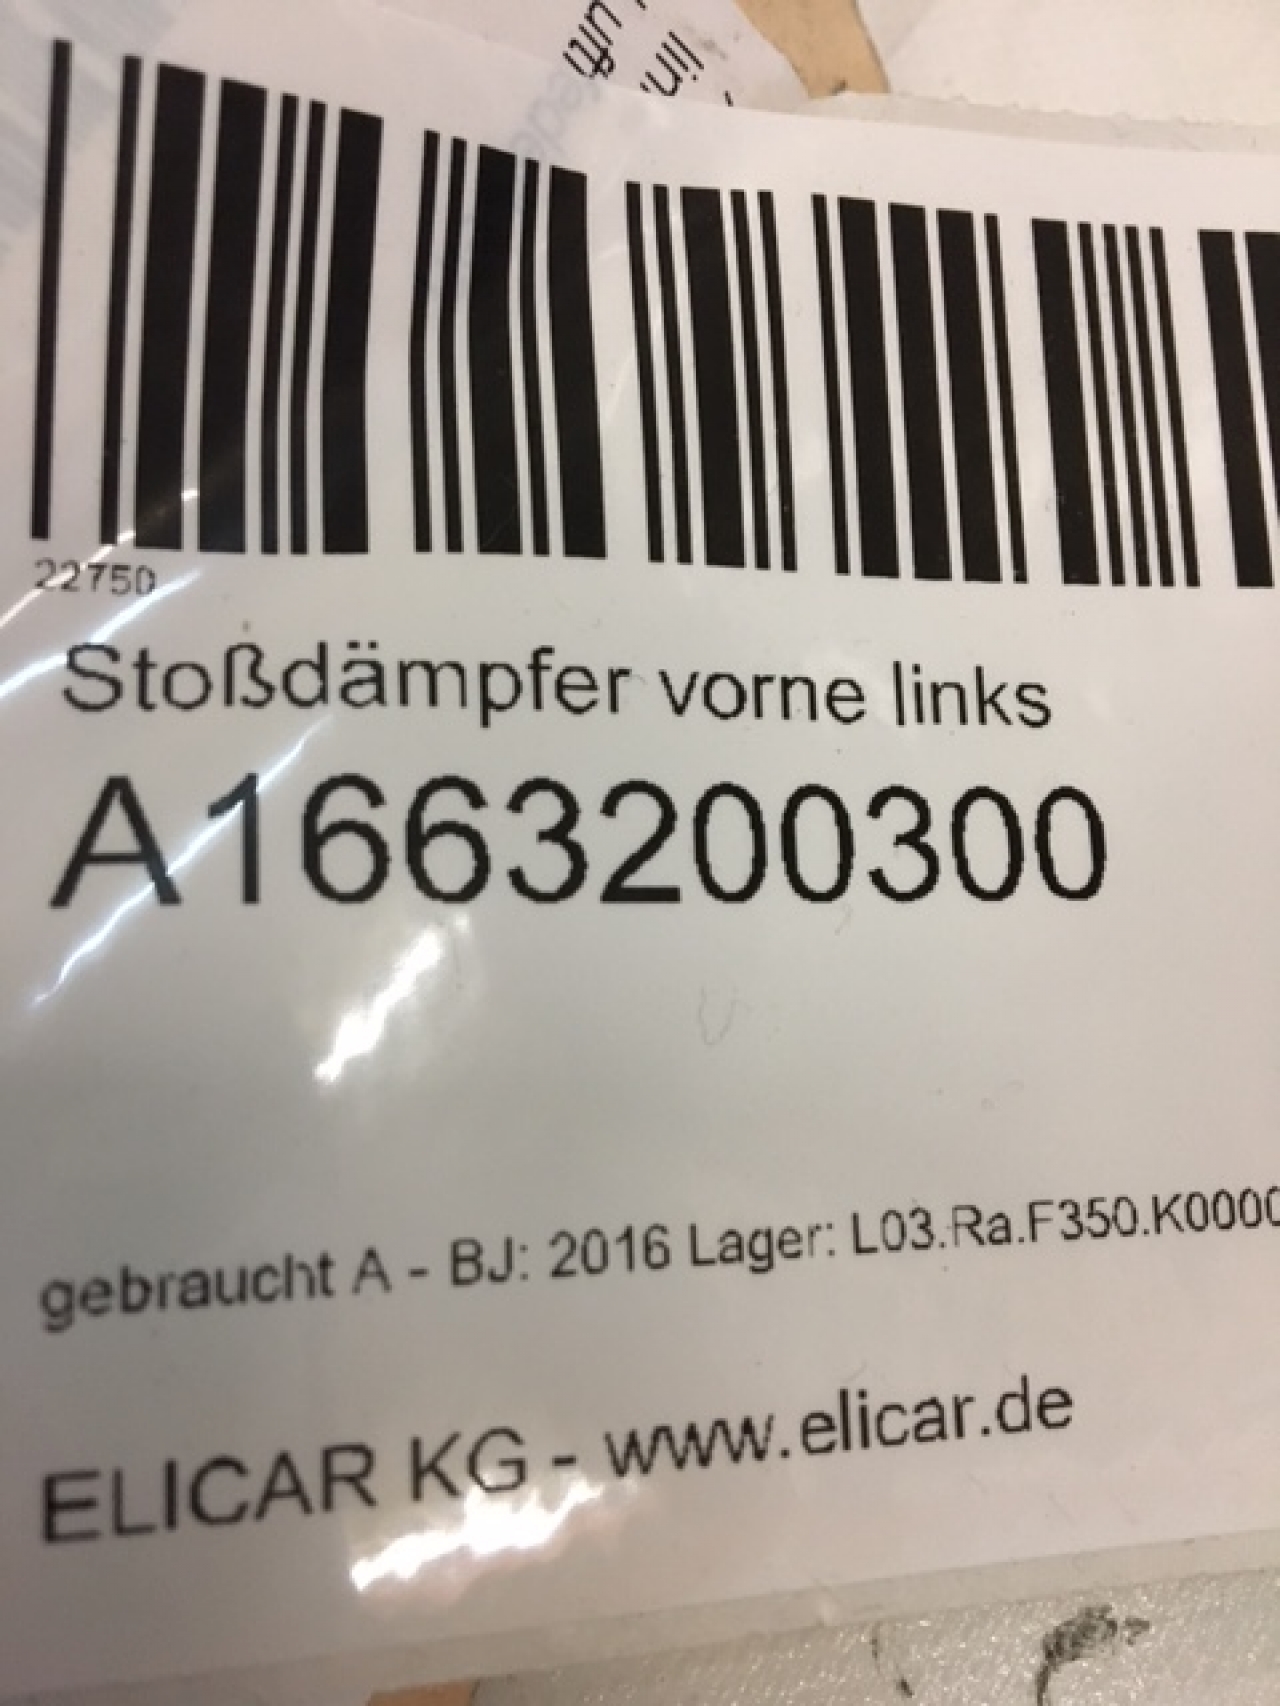 22750
Stoßdämpfer vorne links
A1663200300
gebraucht A - BJ: 2016 Lager: L03.Ra.F350.K0000
ELICAR KG - www.elicar.de